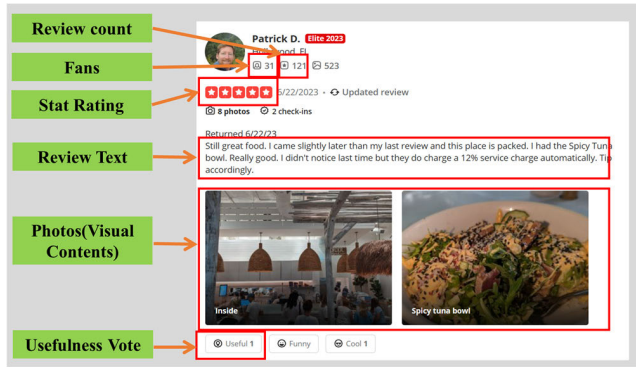 Review count
Fans
Stat Rating
Review Text
Photos(Visual
Contents)
Usefulness Vote
Patrick D. Elite 2023
Hollywood, FL
31 121 523
6/22/2023 • Updated review
8 photos 2 check-ins
Returned 6/22/23
Still great food. I came slightly later than my last review and this place is packed. I had the Spicy Tuna
bowl. Really good. I didn't notice last time but they do charge a 12% service charge automatically. Tip
accordingly.
Inside
Spicy tuna bowl
Useful 1 Funny Cool 1